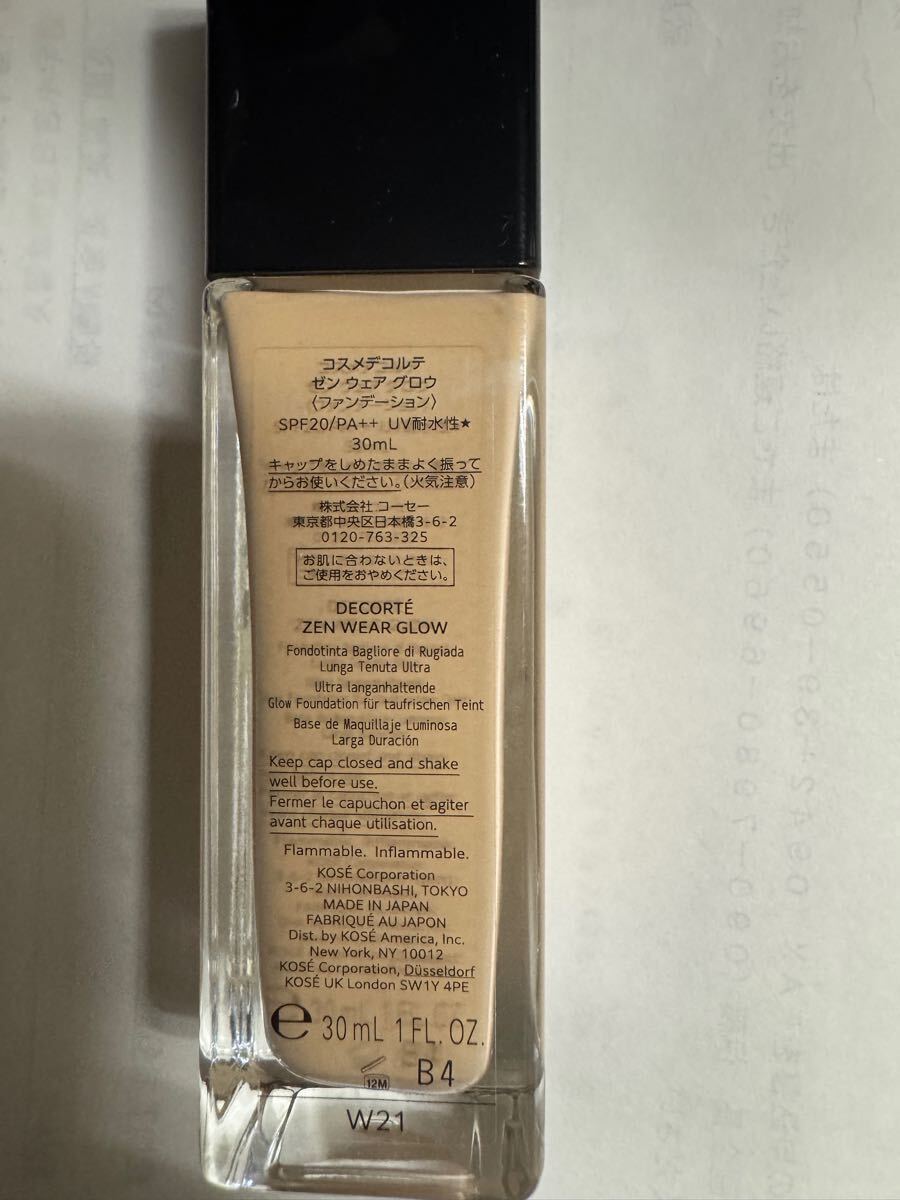 コスメデコルテ
ゼン ウェア グロウ
〈ファンデーション〉
SPF20/PA++ UV耐水性★
30mL
キャップをしめたままよく振って
からお使いください。(火気注意)
株式会社 コーセー
東京都中央区日本橋3-6-2
0120-763-325
お肌に合わないときは、
ご使用をおやめください。
DECORTÉ
ZEN WEAR GLOW
Fondotinta Bagliore di Rugiada
Lunga Tenuta Ultra
Ultra langanhaltende
Glow Foundation für taufrischen Teint
Base de Maquillaje Luminosa
Larga Duración
Keep cap closed and shake
well before use.
Fermer le capuchon et agiter
avant chaque utilisation.
Flammable. Inflammable.
KOSÉ Corporation
3-6-2 NIHONBASHI, TOKYO
MADE IN JAPAN
FABRIQUÉ AU JAPON
Dist. by KOSÉ America, Inc.
New York, NY 10012
KOSÉ Corporation, Düsseldorf
KOSÉ UK London SW1Y 4PE
e 30mL 1 FL. OZ.
12M B4
W21